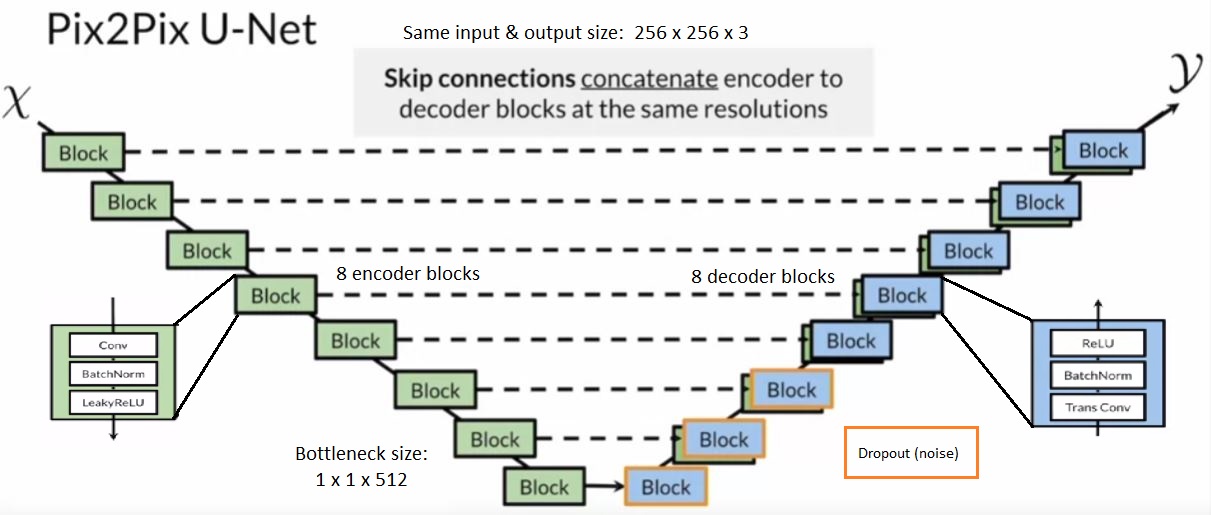 Pix2Pix U-Net
Same input & output size: 256 x 256 x 3
Skip connections concatenate encoder to
decoder blocks at the same resolutions
x
y
Block
Block
Block
Block
Block
Block
8 encoder blocks
8 decoder blocks
Block
Block
Conv
BatchNorm
LeakyReLU
ReLU
BatchNorm
Trans Conv
Block
Block
Block
Block
Block
Block
Bottleneck size:
1 x 1 x 512
Dropout (noise)
Block
Block